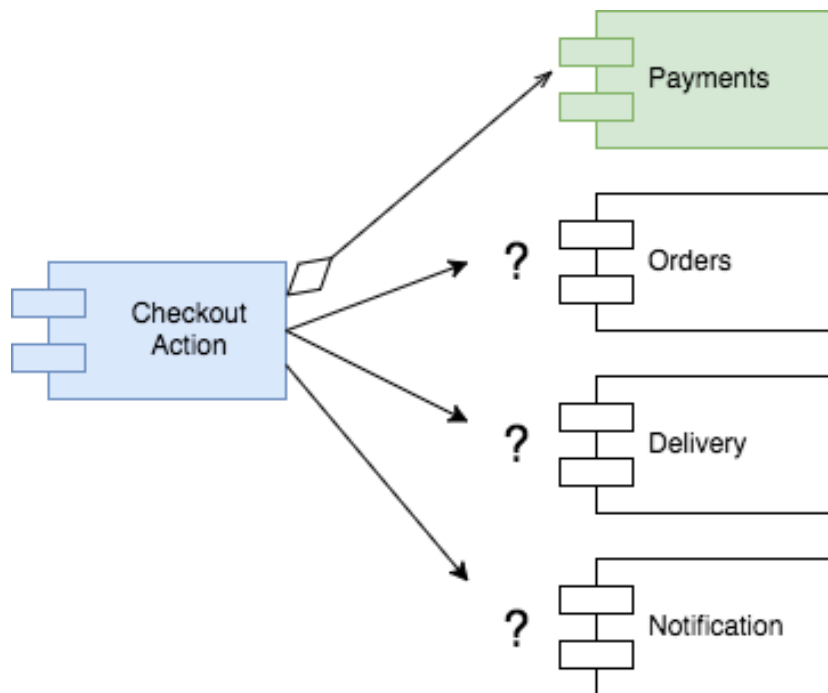 Payments
?
Orders
Checkout
Action
?
Delivery
?
Notification